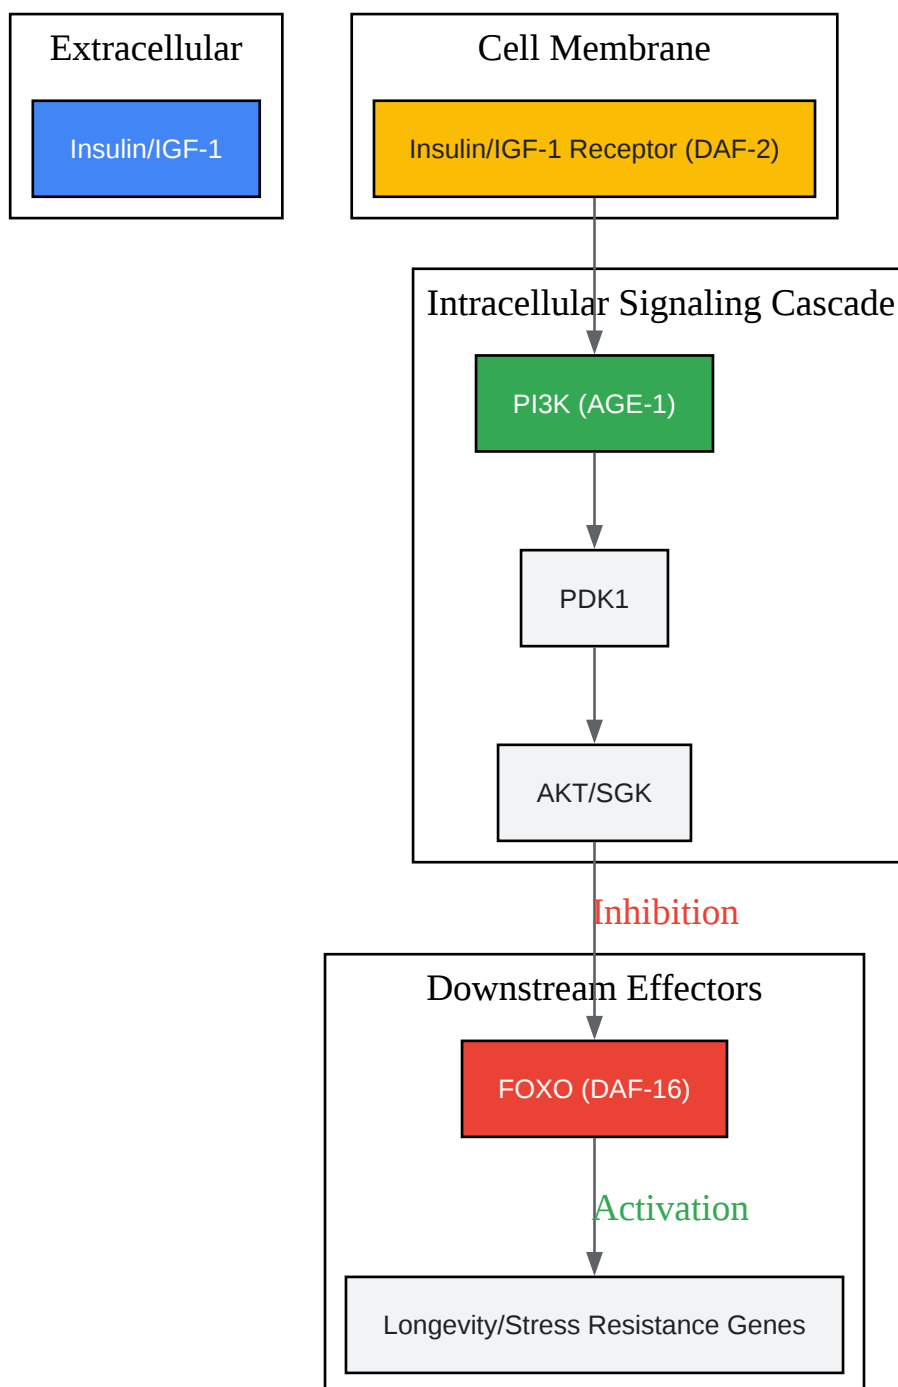 Extracellular
Cell Membrane
Insulin/IGF-1
Insulin/IGF-1 Receptor (DAF-2)
Intracellular Signaling Cascade
PI3K (AGE-1)
PDK1
AKT/SGK
Inhibition
Downstream Effectors
FOXO (DAF-16)
Activation
Longevity/Stress Resistance Genes